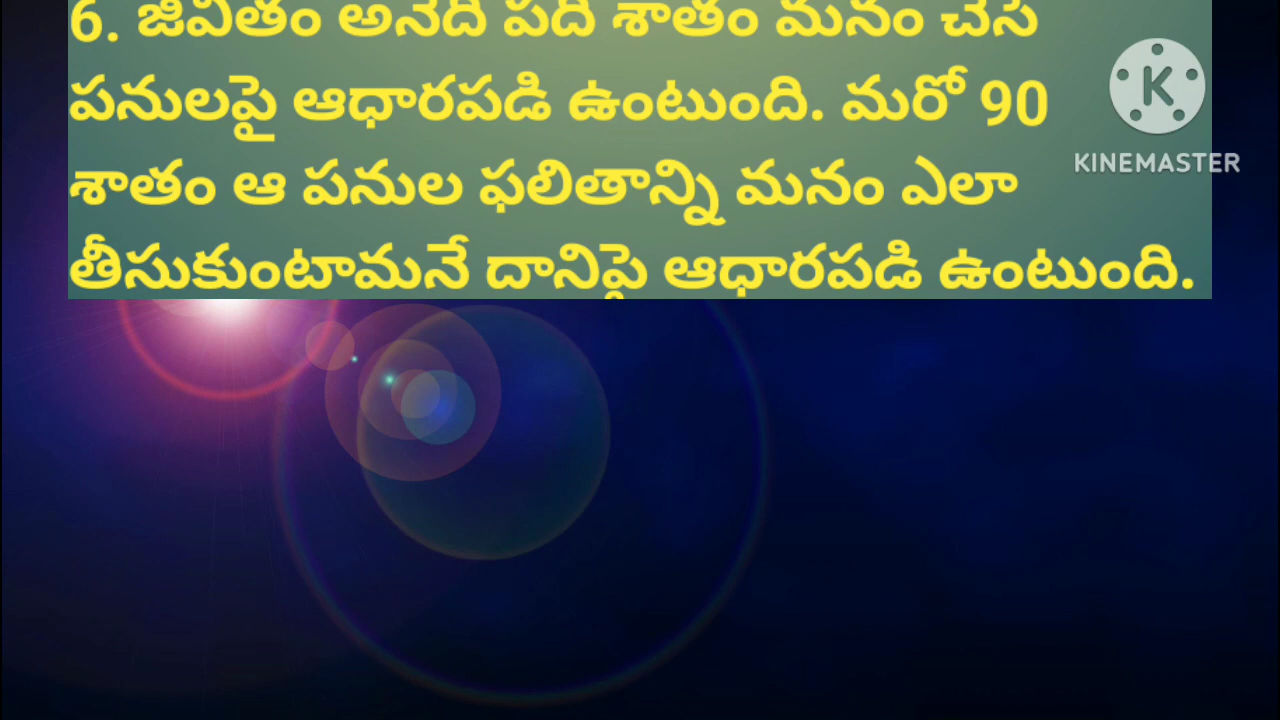 6. జీవితం అనేది పది శాతం మనం చేసే
పనులపై ఆధారపడి ఉంటుంది. మరో 90
శాతం ఆ పనుల ఫలితాన్ని మనం ఎలా
తీసుకుంటామనే దానిపై ఆధారపడి ఉంటుంది.
KINEMASTER